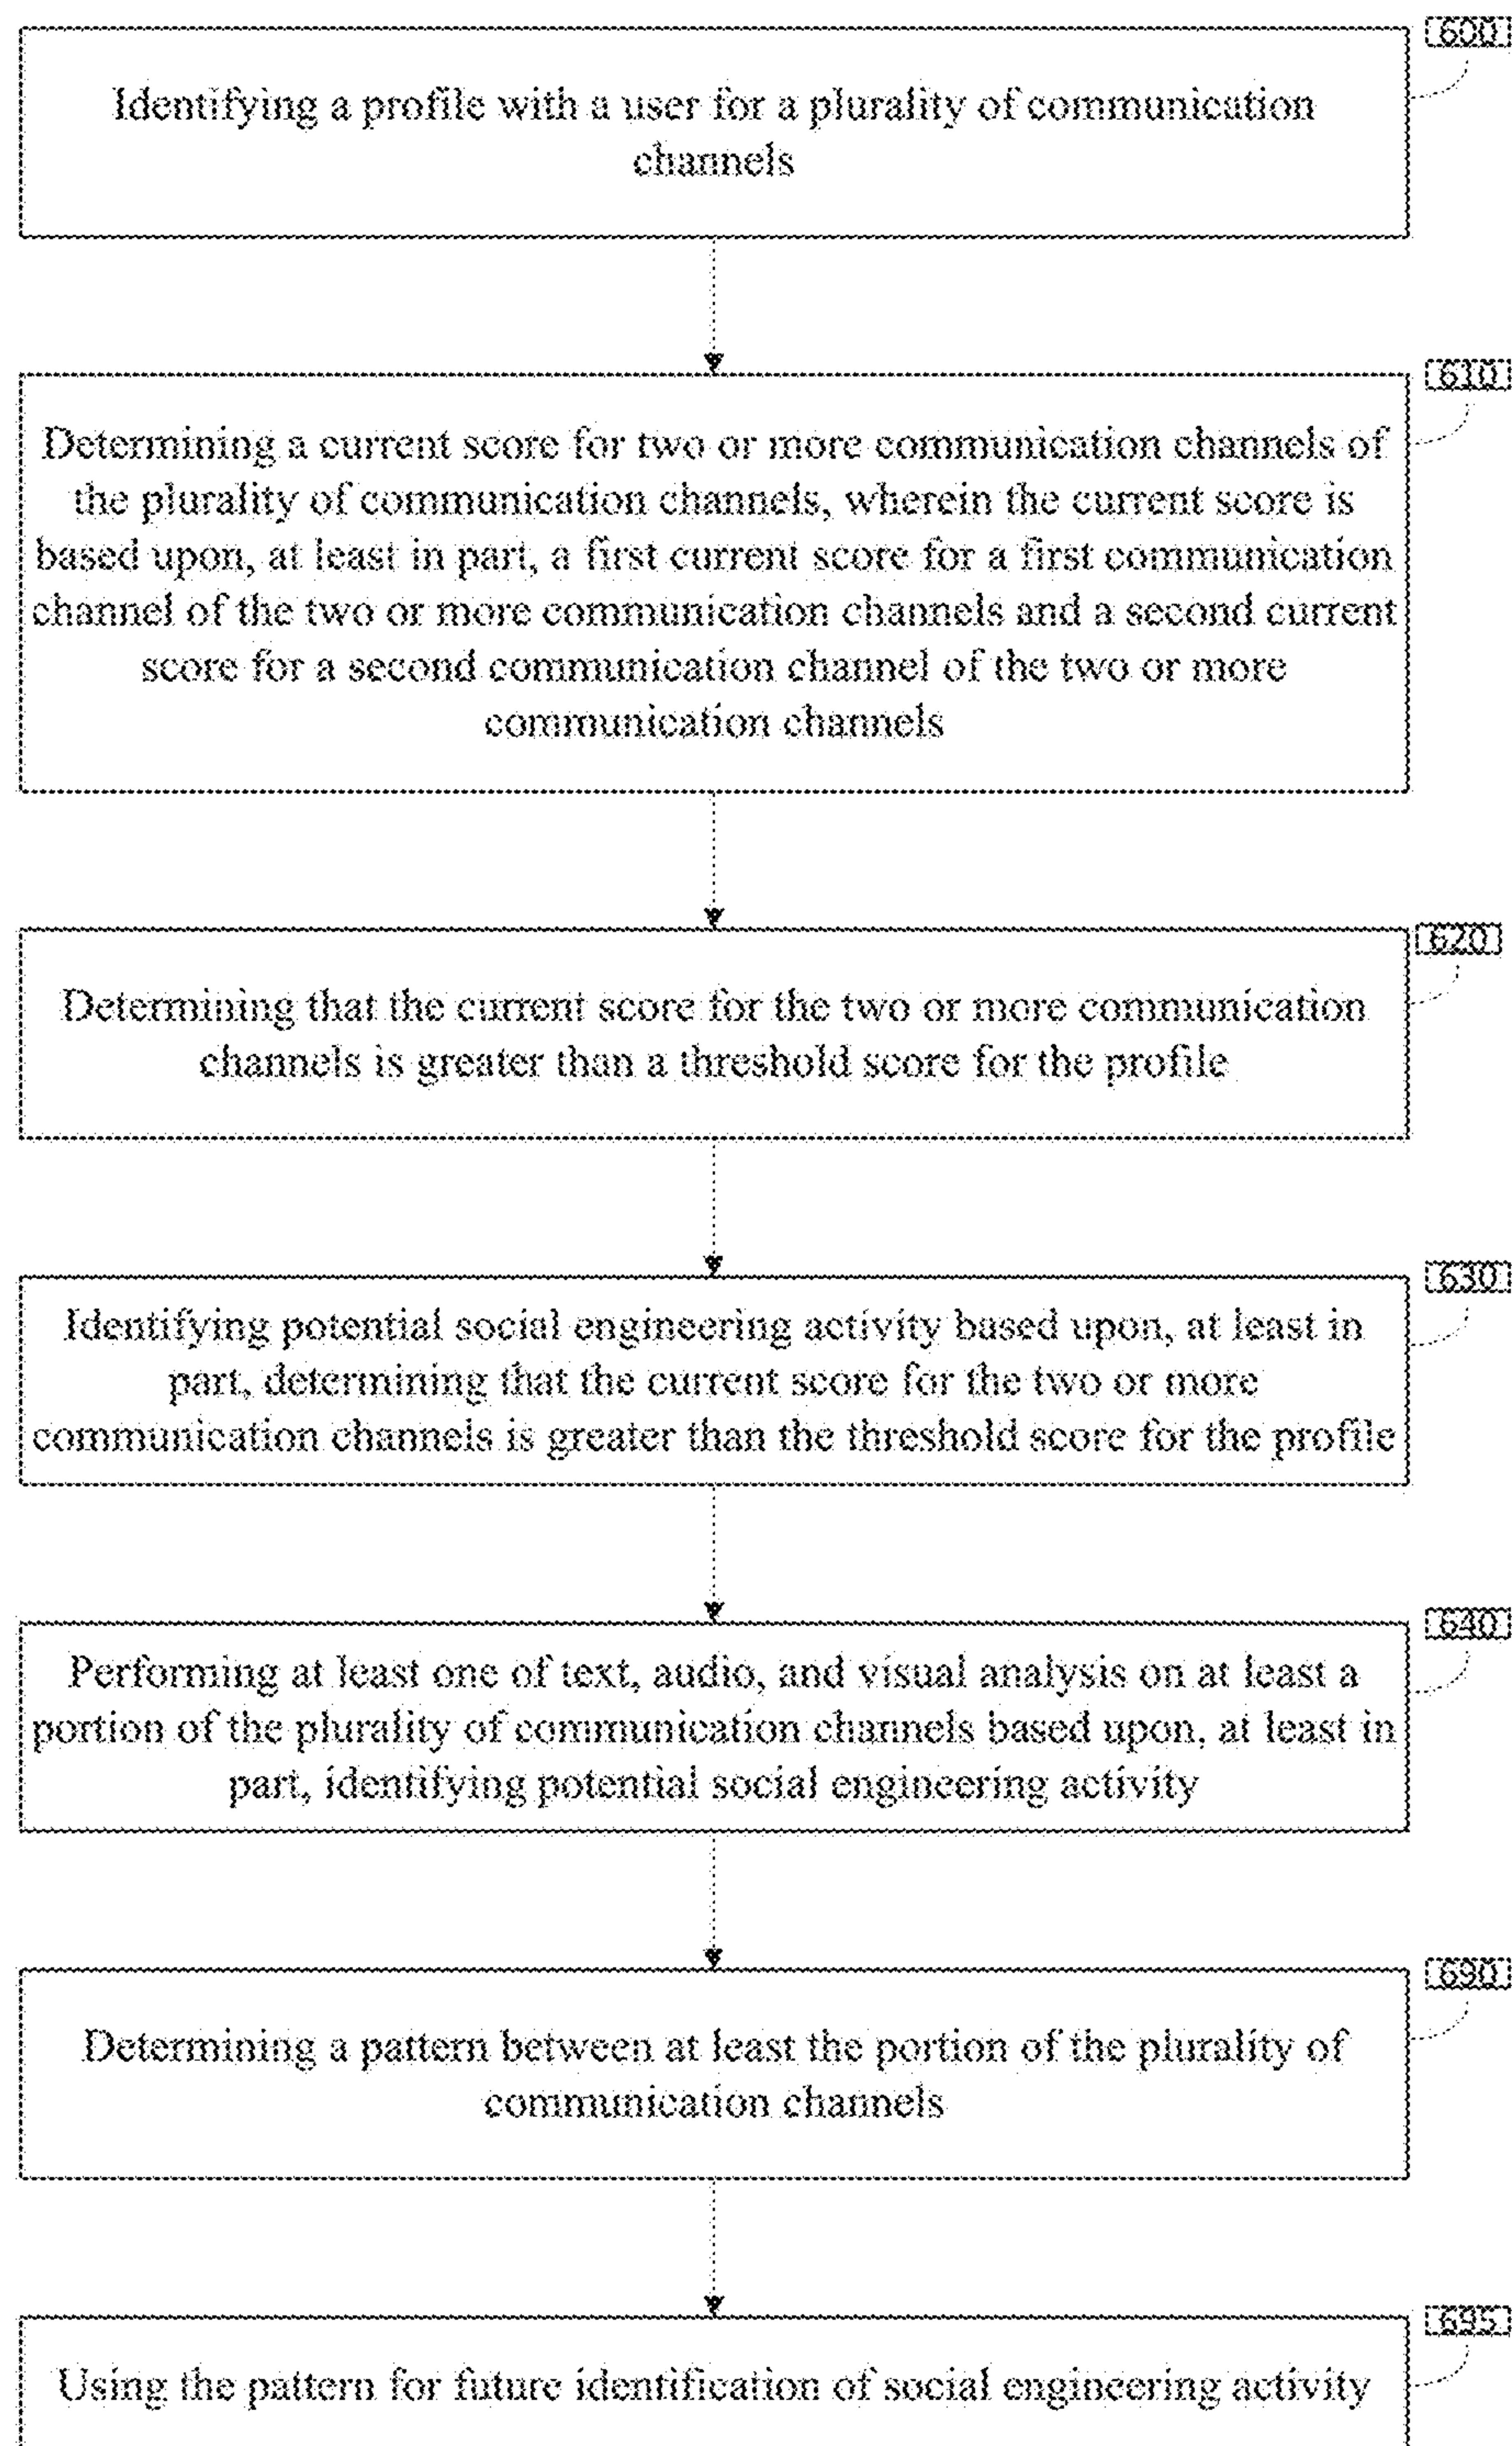 600
Identifying a profile with a user for a plurality of communication
channels
610
Determining a current score for two or more communication channels of
the plurality of communication channels, wherein the current score is
based upon, at least in part, a first current score for a first communication
channel of the two or more communication channels and a second current
score for a second communication channel of the two or more
communication channels
620
Determining that the current score for the two or more communication
channels is greater than a threshold score for the profile
630
Identifying potential social engineering activity based upon, at least in
part, determining that the current score for the two or more
communication channels is greater than the threshold score for the profile
640
Performing at least one of text, audio, and visual analysis on at least a
portion of the plurality of communication channels based upon, at least in
part, identifying potential social engineering activity
690
Determining a pattern between at least the portion of the plurality of
communication channels
695
Using the pattern for future identification of social engineering activity